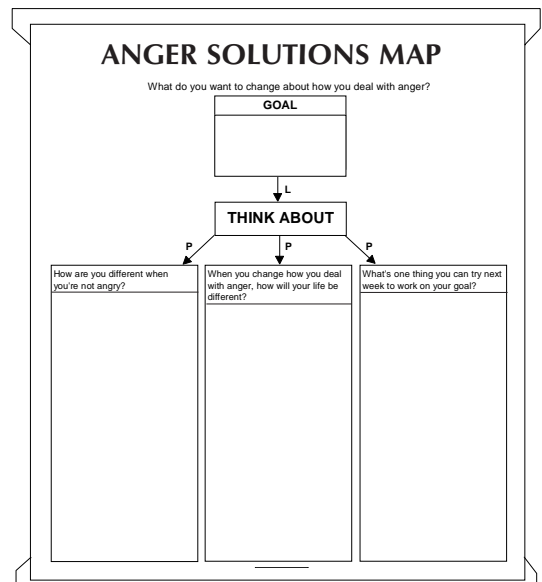 ANGER SOLUTIONS MAP
What do you want to change about how you deal with anger?
GOAL
L
THINK ABOUT
P
P
P
How are you different when
you're not angry?
When you change how you deal
with anger, how will your life be
different?
What's one thing you can try next
week to work on your goal?